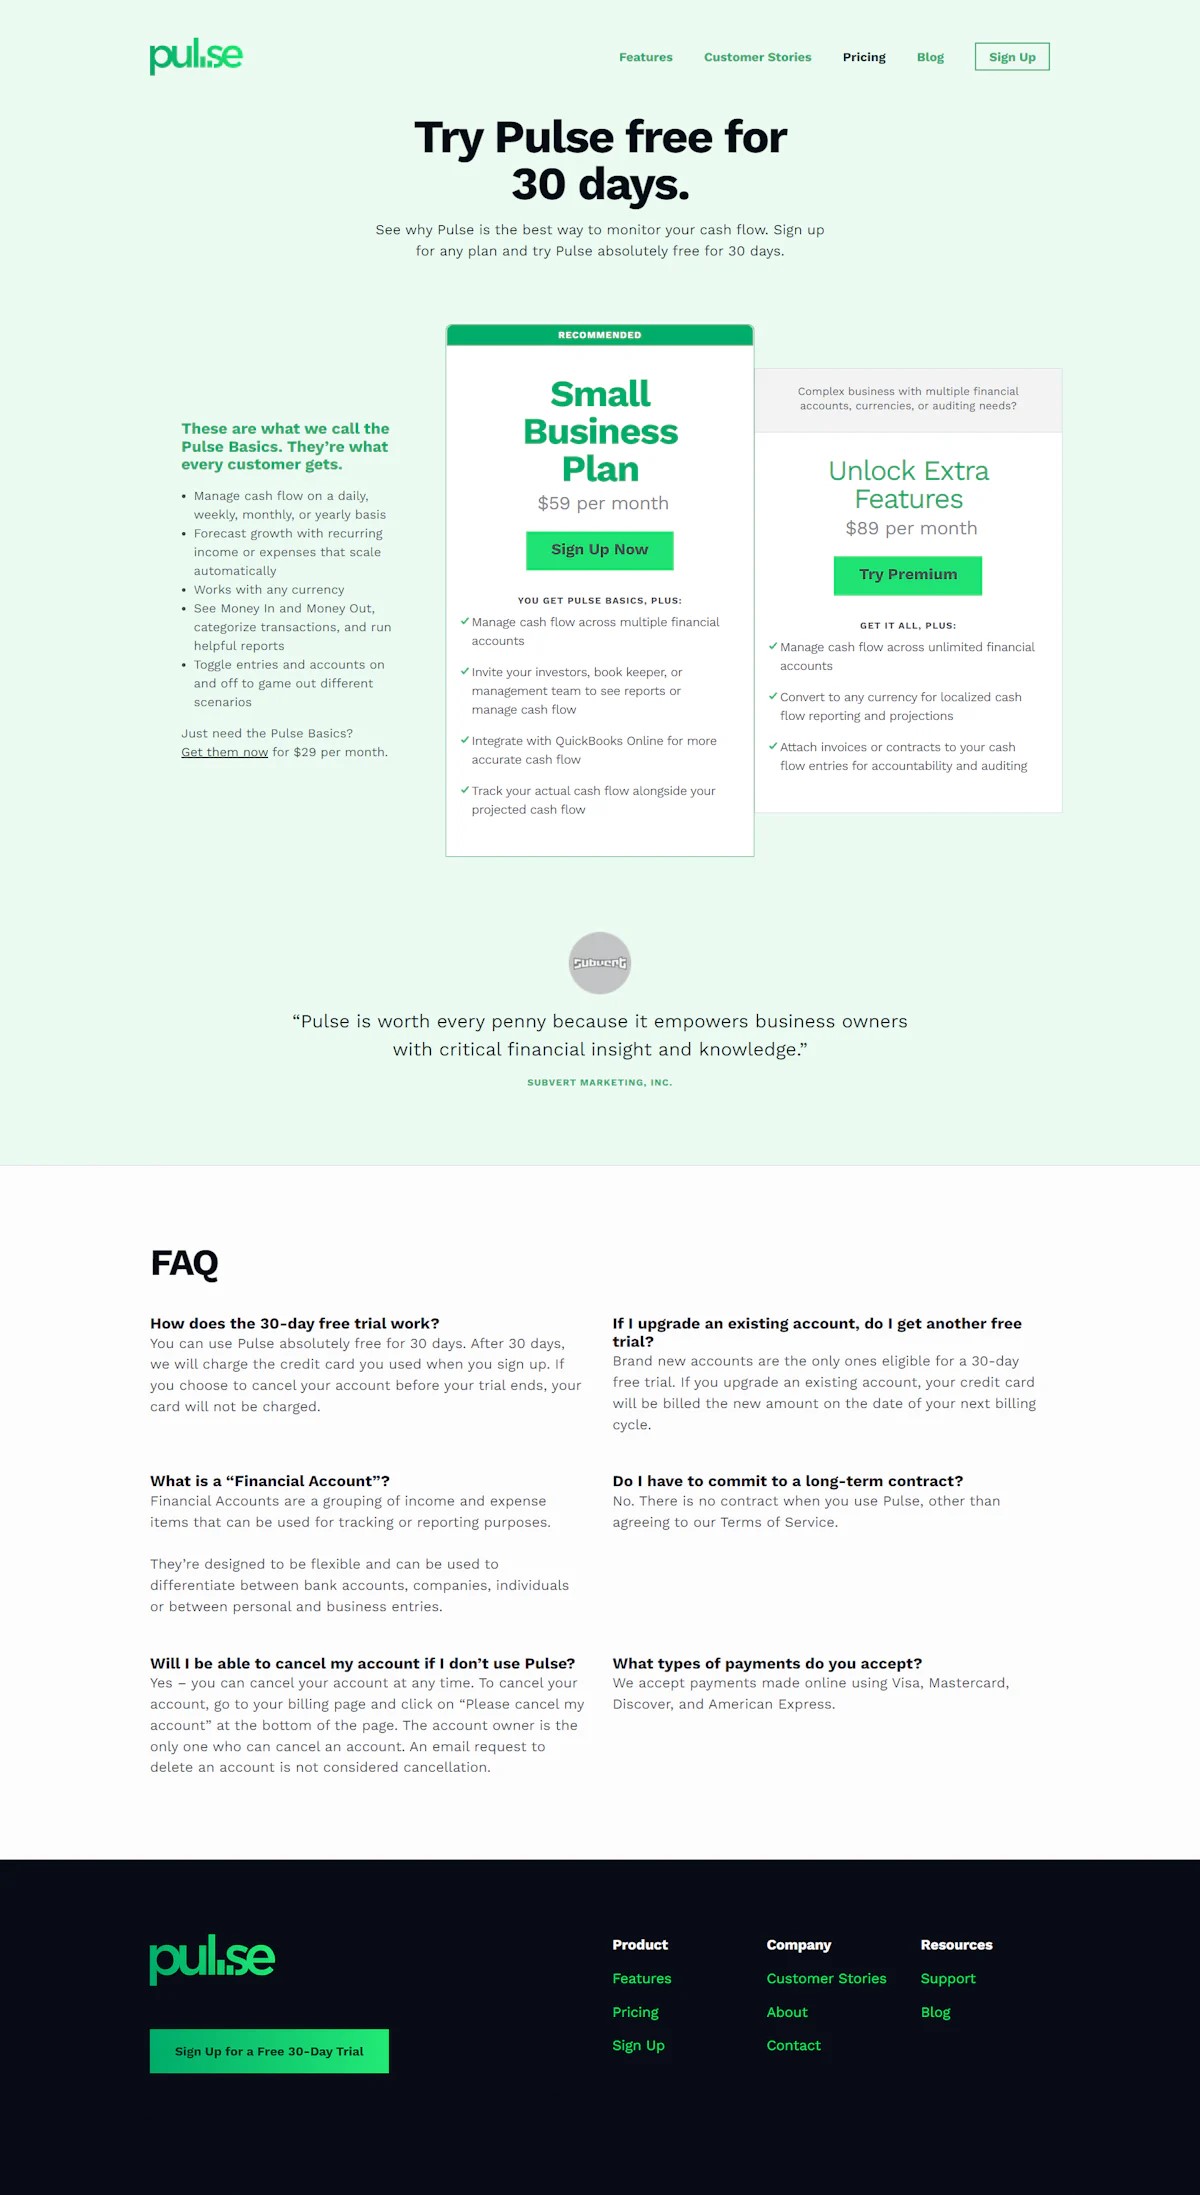 pulse
Features Customer Stories Pricing Blog Sign Up
Try Pulse free for
30 days.
See why Pulse is the best way to monitor your cash flow. Sign up
for any plan and try Pulse absolutely free for 30 days.
These are what we call the
Pulse Basics. They’re what
every customer gets.
• Manage cash flow on a daily,
weekly, monthly, or yearly basis
• Forecast growth with recurring
income or expenses that scale
automatically
• Works with any currency
• See Money In and Money Out,
categorize transactions, and run
helpful reports
• Toggle entries and accounts on
and off to game out different
scenarios
Just need the Pulse Basics?
Get them now for $29 per month.
RECOMMENDED
Small
Business
Plan
$59 per month
Sign Up Now
YOU GET PULSE BASICS, PLUS:
Manage cash flow across multiple financial
accounts
Invite your investors, book keeper, or
management team to see reports or
manage cash flow
Integrate with QuickBooks Online for more
accurate cash flow
Track your actual cash flow alongside your
projected cash flow
Complex business with multiple financial
accounts, currencies, or auditing needs?
Unlock Extra
Features
$89 per month
Try Premium
GET IT ALL, PLUS:
Manage cash flow across unlimited financial
accounts
Convert to any currency for localized cash
flow reporting and projections
Attach invoices or contracts to your cash
flow entries for accountability and auditing
Subvert
“Pulse is worth every penny because it empowers business owners
with critical financial insight and knowledge.”
SUBVERT MARKETING, INC.
FAQ
How does the 30-day free trial work?
You can use Pulse absolutely free for 30 days. After 30 days,
we will charge the credit card you used when you sign up. If
you choose to cancel your account before your trial ends, your
card will not be charged.
If I upgrade an existing account, do I get another free
trial?
Brand new accounts are the only ones eligible for a 30-day
free trial. If you upgrade an existing account, your credit card
will be billed the new amount on the date of your next billing
cycle.
What is a “Financial Account”?
Financial Accounts are a grouping of income and expense
items that can be used for tracking or reporting purposes.
They’re designed to be flexible and can be used to
differentiate between bank accounts, companies, individuals
or between personal and business entries.
Do I have to commit to a long-term contract?
No. There is no contract when you use Pulse, other than
agreeing to our Terms of Service.
Will I be able to cancel my account if I don’t use Pulse?
Yes – you can cancel your account at any time. To cancel your
account, go to your billing page and click on “Please cancel my
account” at the bottom of the page. The account owner is the
only one who can cancel an account. An email request to
delete an account is not considered cancellation.
What types of payments do you accept?
We accept payments made online using Visa, Mastercard,
Discover, and American Express.
pulse
Sign Up for a Free 30-Day Trial
Product
Features
Pricing
Sign Up
Company
Customer Stories
About
Contact
Resources
Support
Blog